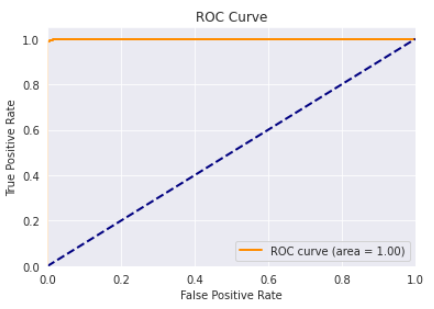 ROC Curve
1.0
0.8
0.6
0.4
0.2
0.0
True Positive Rate
ROC curve (area = 1.00)
0.0 0.2 0.4 0.6 0.8 1.0
False Positive Rate